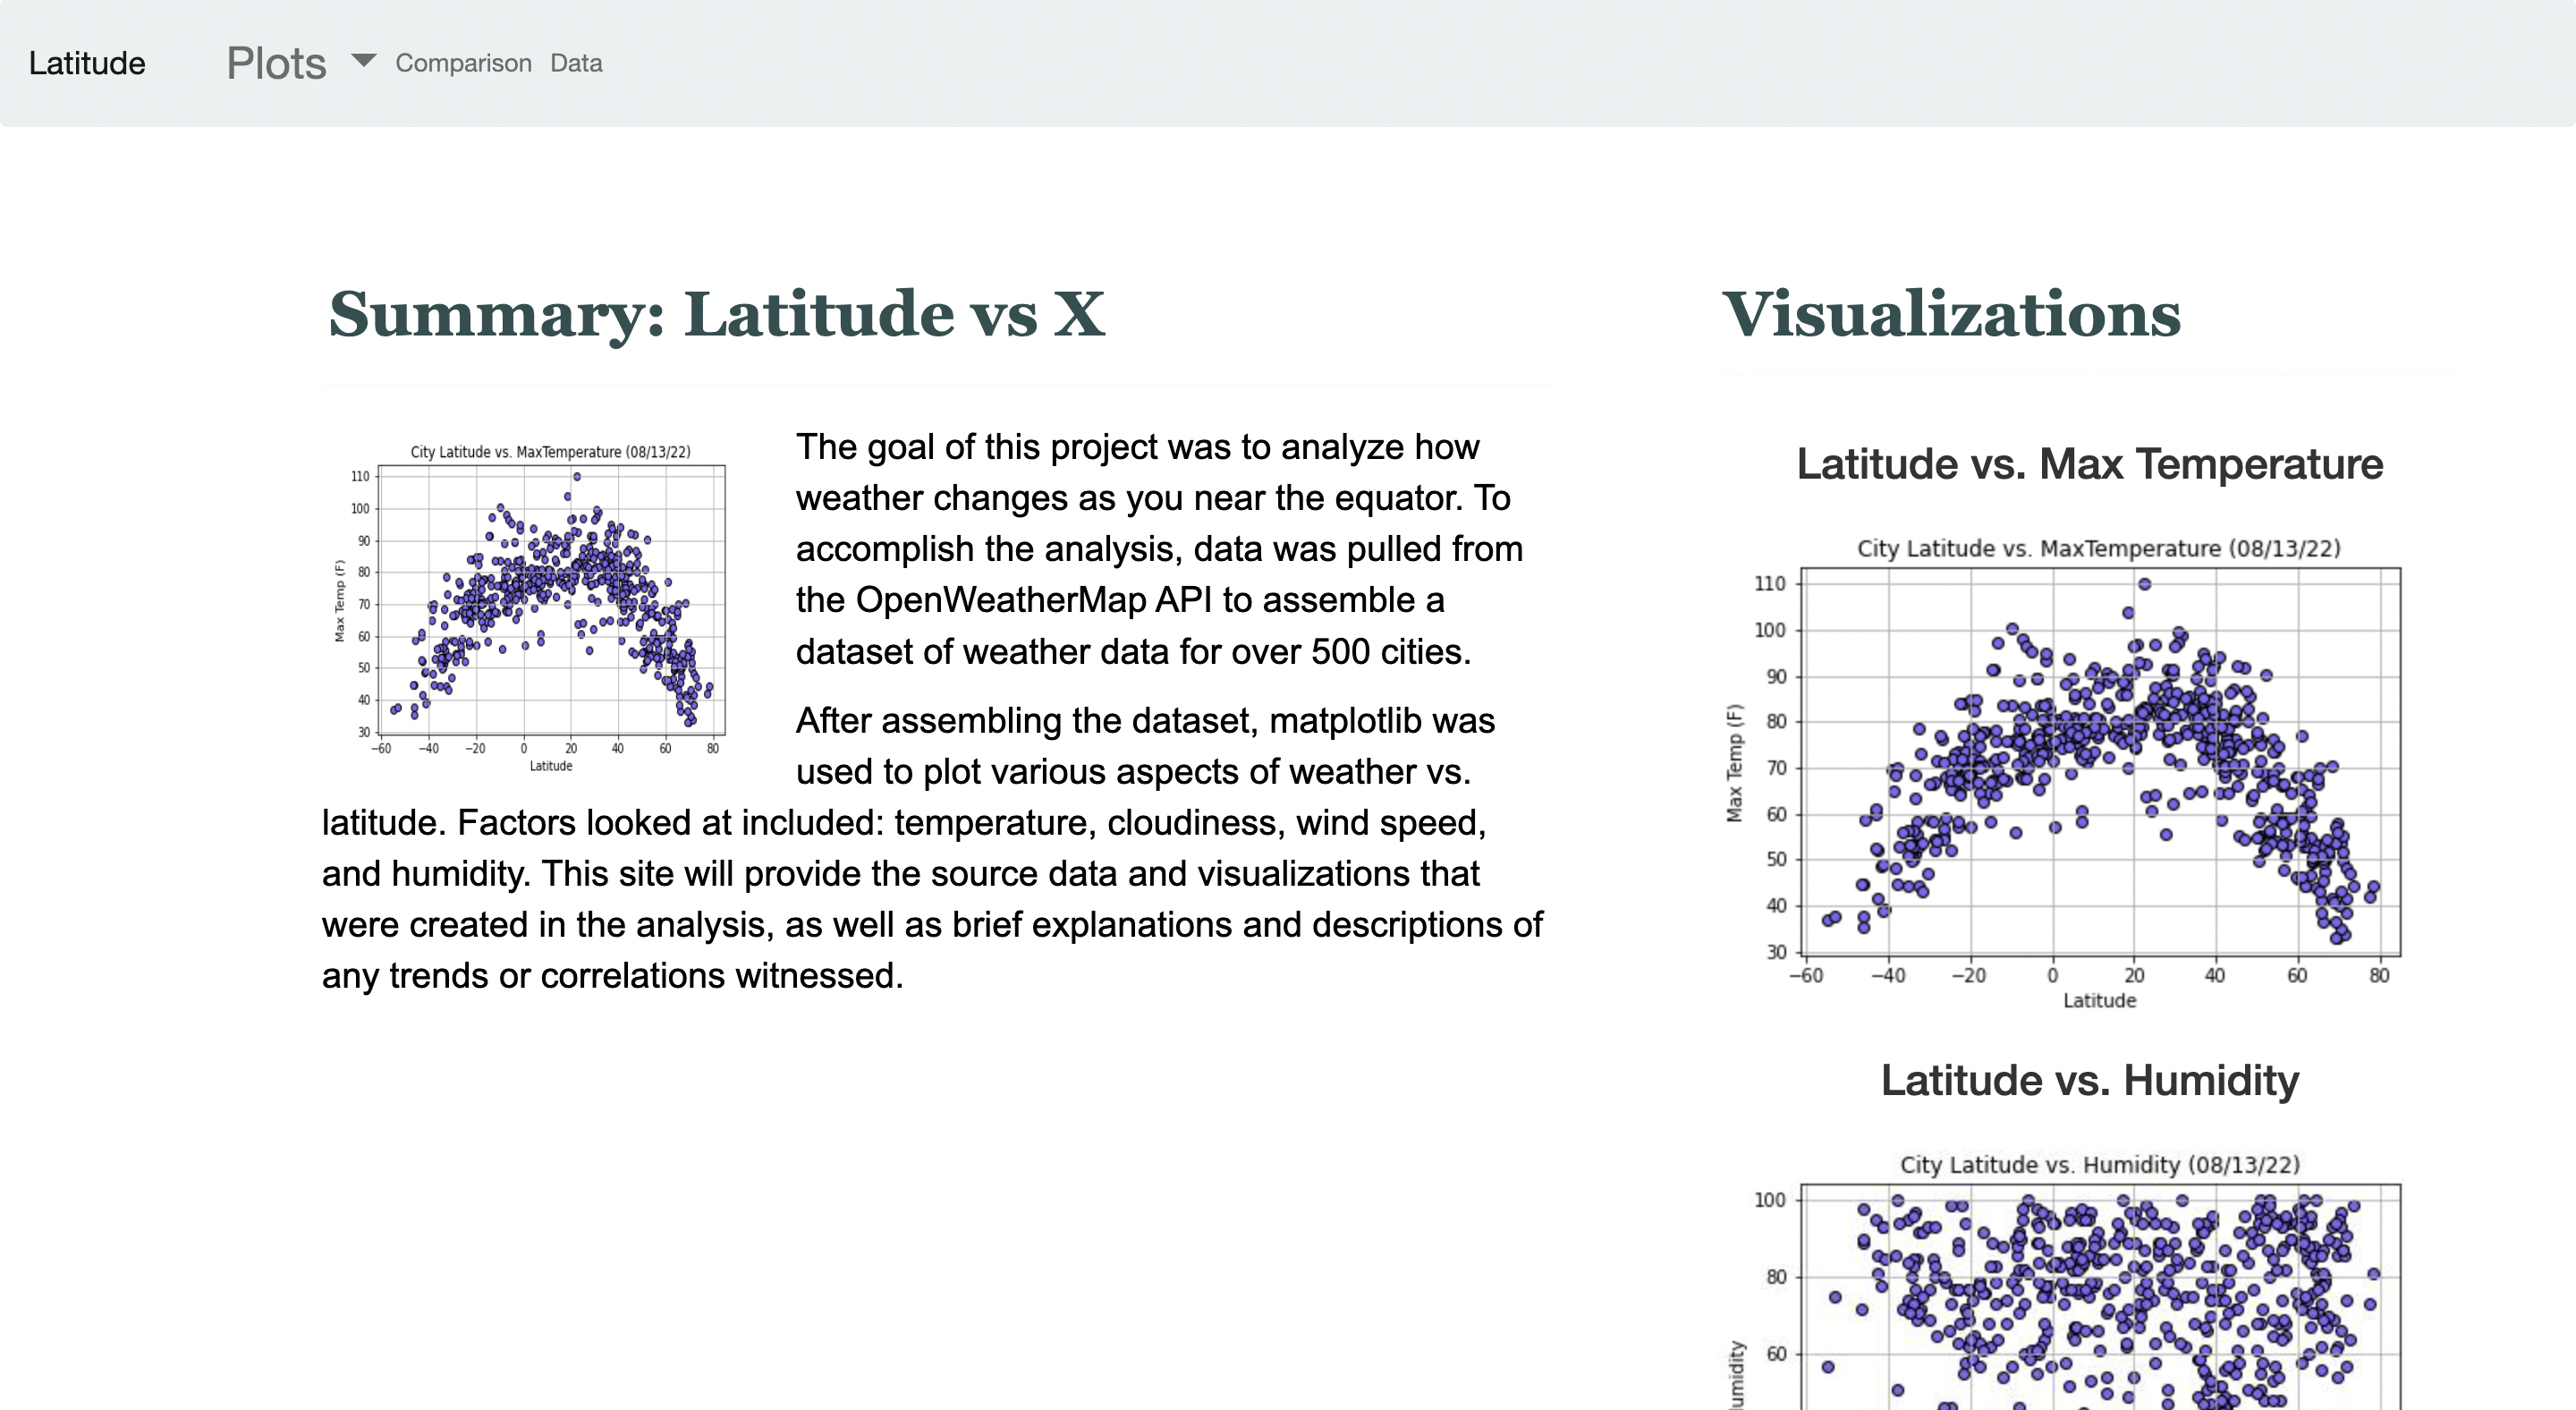 Latitude Plots Comparison Data
Summary: Latitude vs X
City Latitude vs. MaxTemperature (08/13/22)
110
100
90
80
70
60
50
40
30
Max Temp (F)
−60 −40 −20 0 20 40 60 80
Latitude
The goal of this project was to analyze how
weather changes as you near the equator. To
accomplish the analysis, data was pulled from
the OpenWeatherMap API to assemble a
dataset of weather data for over 500 cities.
After assembling the dataset, matplotlib was
used to plot various aspects of weather vs.
latitude. Factors looked at included: temperature, cloudiness, wind speed,
and humidity. This site will provide the source data and visualizations that
were created in the analysis, as well as brief explanations and descriptions of
any trends or correlations witnessed.
Visualizations
Latitude vs. Max Temperature
City Latitude vs. MaxTemperature (08/13/22)
110
100
90
80
70
60
50
40
30
Max Temp (F)
−60 −40 −20 0 20 40 60 80
Latitude
Latitude vs. Humidity
City Latitude vs. Humidity (08/13/22)
100
80
60
umidity